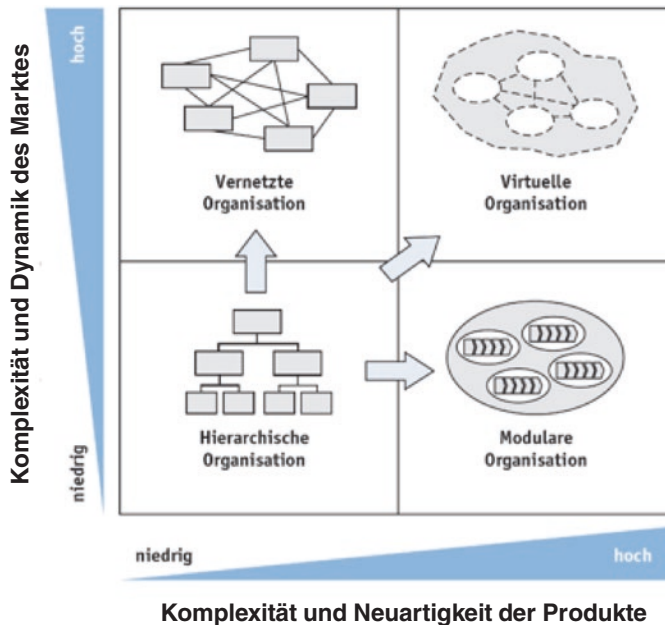 Komplexität und Dynamik des Marktes
hoch
niedrig
Vernetzte
Organisation
Virtuelle
Organisation
Hierarchische
Organisation
Modulare
Organisation
niedrig
hoch
Komplexität und Neuartigkeit der Produkte